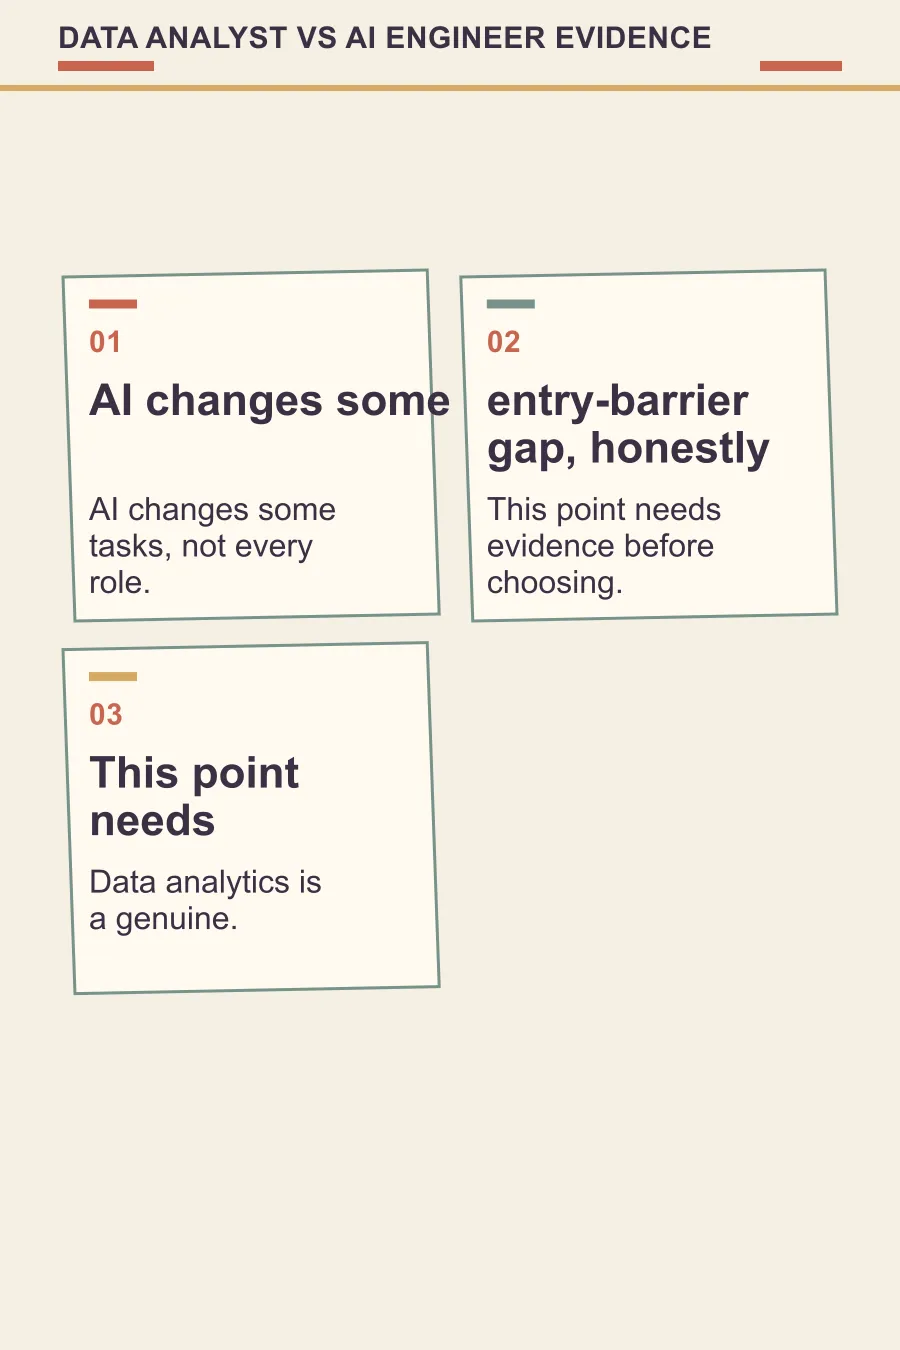 DATA ANALYST VS AI ENGINEER EVIDENCE
01
AI changes some
AI changes some
tasks, not every
role.
02
entry-barrier
gap, honestly
This point needs
evidence before
choosing.
03
This point
needs
Data analytics is
a genuine.